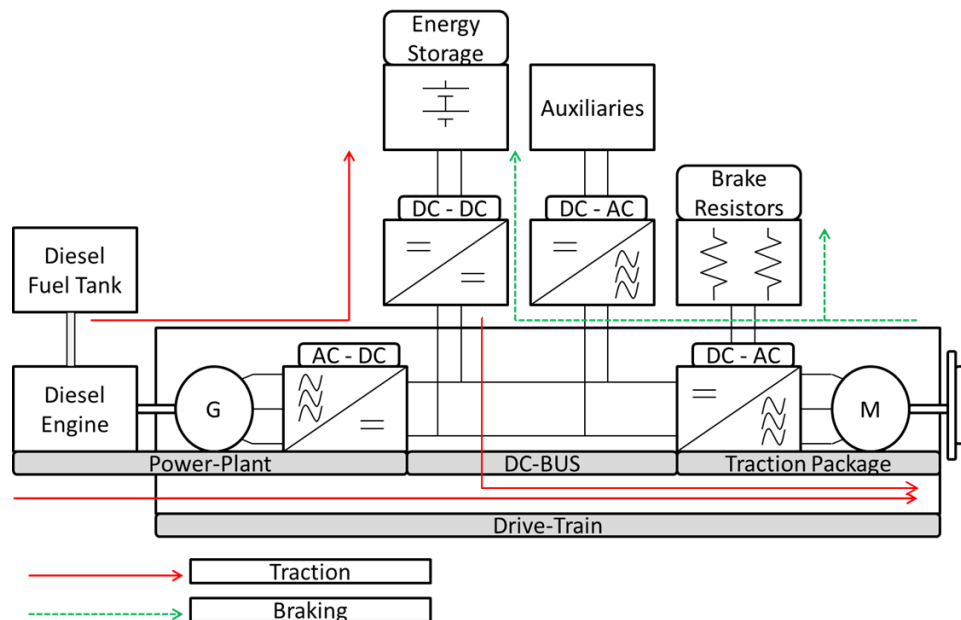 Energy
Storage
Auxiliaries
Brake
Resistors
DC - DC
DC - AC
Diesel
Fuel Tank
AC - DC
DC - AC
Diesel
Engine
G
M
Power-Plant
DC-BUS
Traction Package
Drive-Train
Traction
Braking